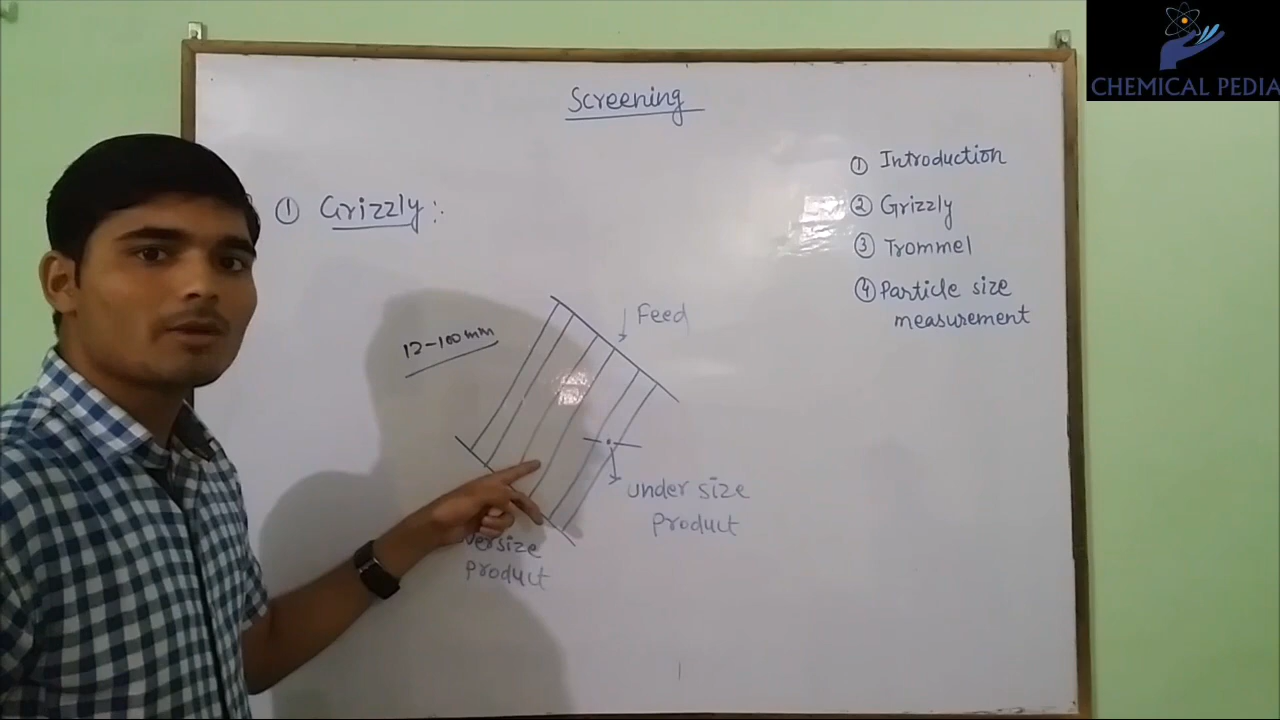 CHEMICAL PEDIA
Screening
① Introduction
② Grizzly
③ Trommel
④ Particle size
measurement
① Grizzly :-
Feed
12-100 mm
under size
product
versize
product